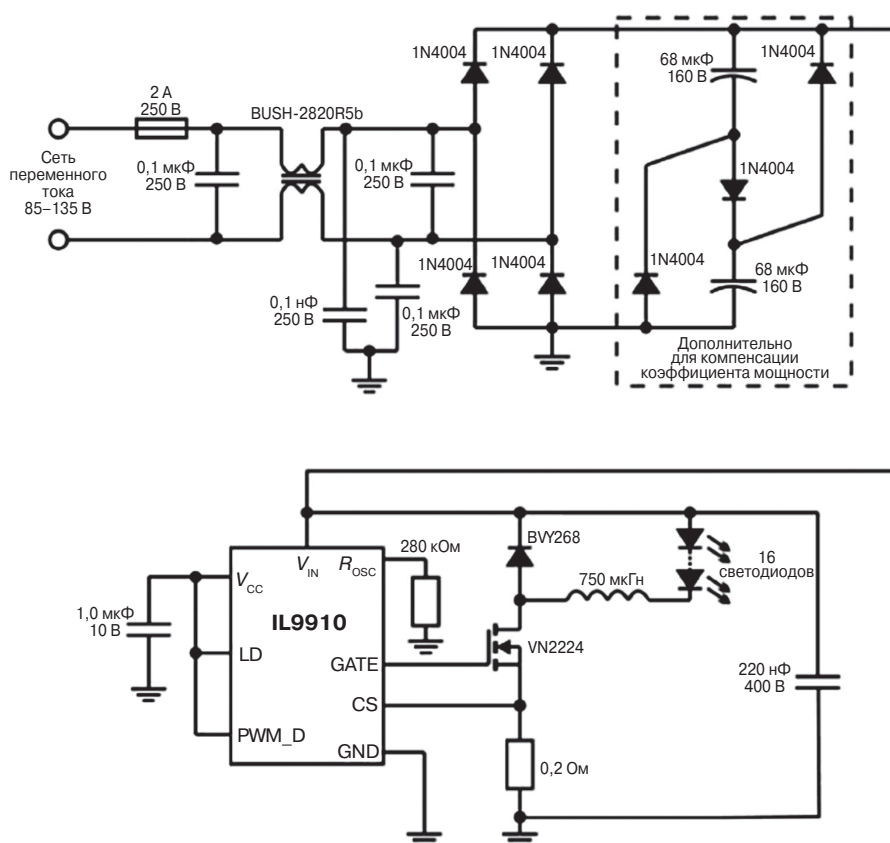 1N4004
1N4004
68 мкФ
160 В
1N4004
2 А
250 В
BUSH-2820R5b
Сеть
переменного
тока
85–135 В
0,1 мкФ
250 В
0,1 мкФ
250 В
1N4004
1N4004
1N4004
1N4004
68 мкФ
160 В
0,1 нФ
250 В
0,1 мкФ
250 В
Дополнительно
для компенсации
коэффициента мощности
BVY268
280 кОм
16
светодиодов
750 мкГн
VCC
VIN
ROSC
1,0 мкФ
10 В
IL9910
LD
VN2224
GATE
220 нФ
400 В
CS
PWM_D
GND
0,2 Ом